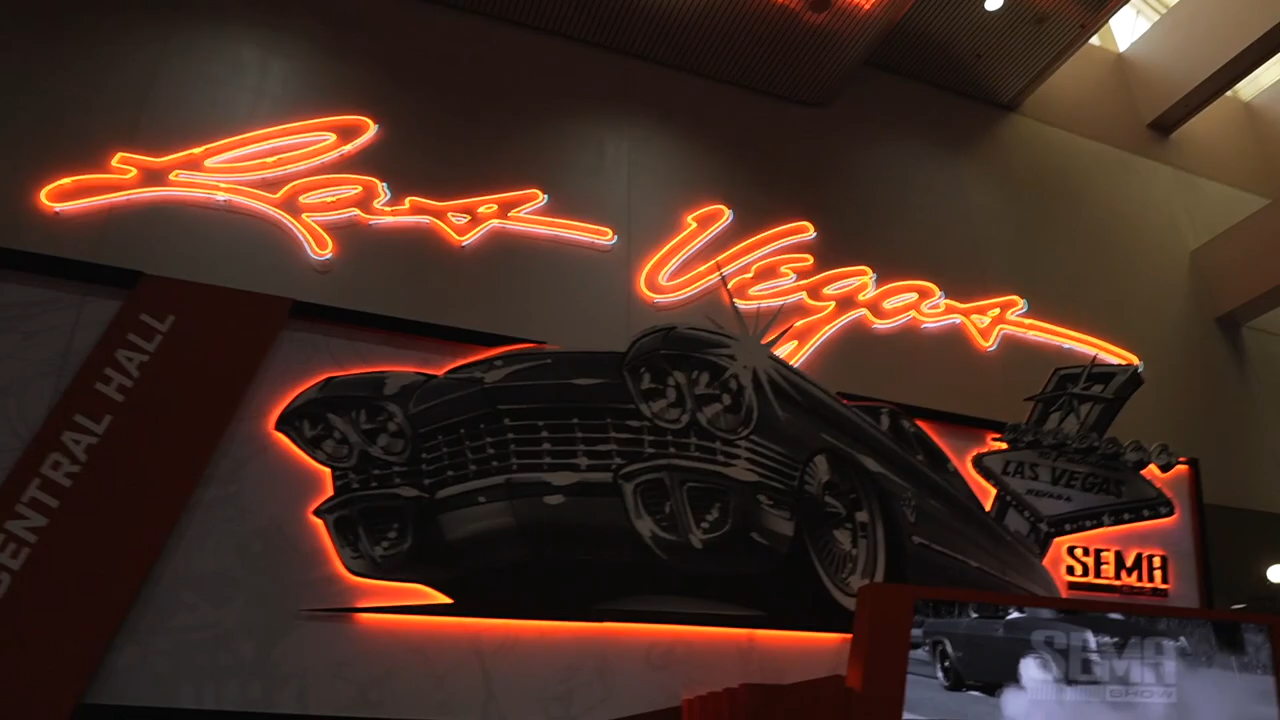 Las Vegas
CENTRAL HALL
LAS VEGAS
NEVADA
SEMA
SEMA
SHOW